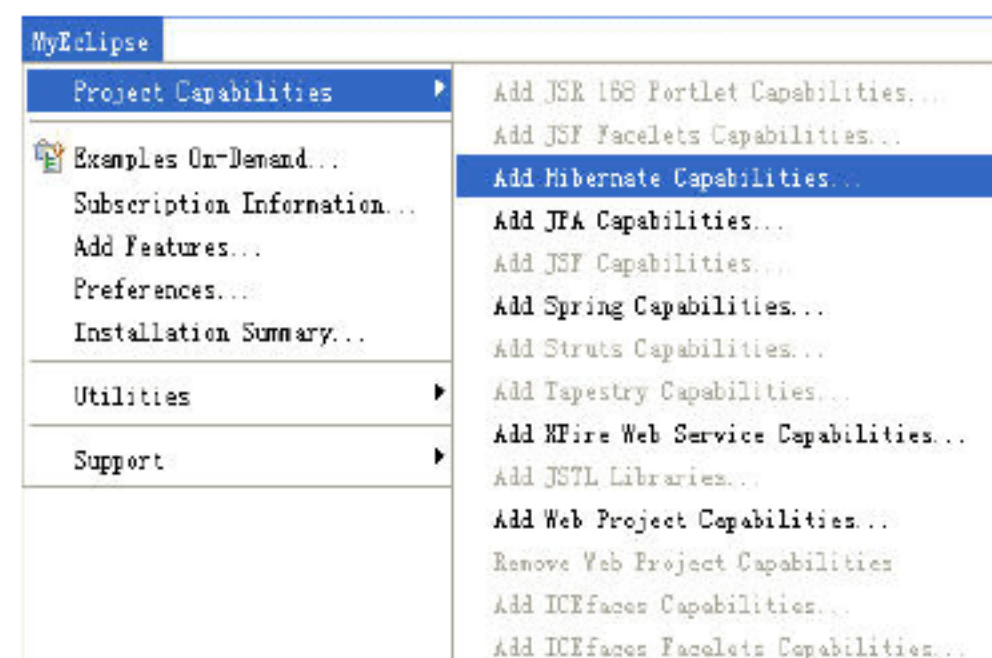 MyEclipse
Project Capabilities
Examples On-Demand...
Subscription Information...
Add Features...
Preferences...
Installation Summary...
Utilities
Support
Add JSR 168 Portlet Capabilities...
Add JSF Facelets Capabilities...
Add Hibernate Capabilities...
Add JPA Capabilities...
Add JSF Capabilities...
Add Spring Capabilities...
Add Struts Capabilities...
Add Tapestry Capabilities...
Add XFire Web Service Capabilities...
Add JSTL Libraries...
Add Web Project Capabilities...
Remove Web Project Capabilities
Add ICEfaces Capabilities...
Add ICEfaces Facelets Capabilities...